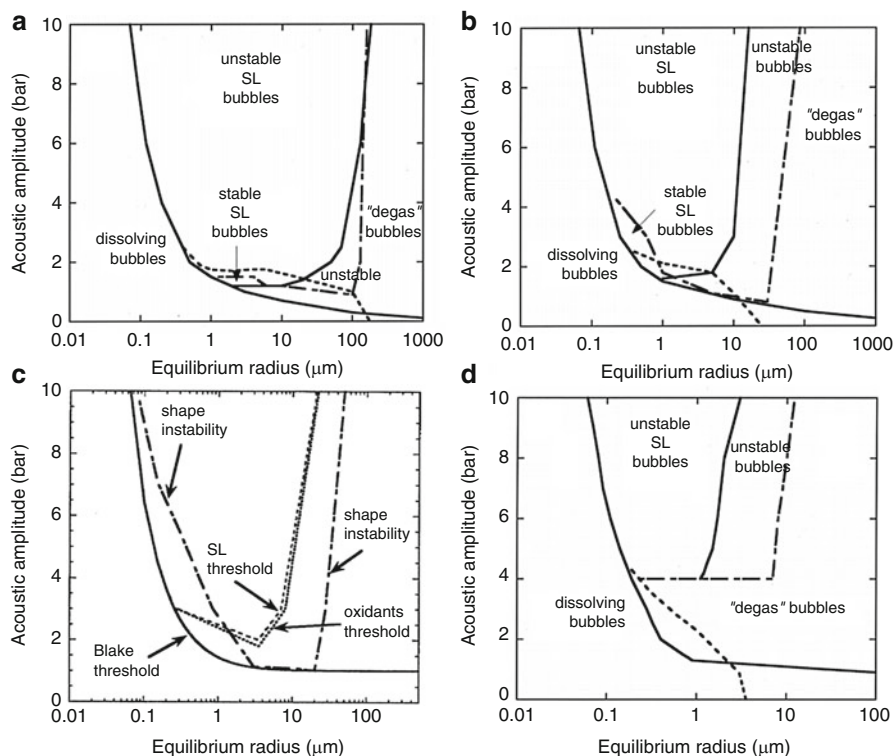 a
Acoustic amplitude (bar)
10
8
6
4
2
0
unstable
SL
bubbles
stable
SL
bubbles
dissolving
bubbles
"degas"
bubbles
unstable
0.01 0.1 1 10 100 1000
Equilibrium radius (μm)
b
Acoustic amplitude (bar)
10
8
6
4
2
0
unstable
SL
bubbles
unstable
bubbles
"degas"
bubbles
stable
SL
bubbles
dissolving
bubbles
0.01 0.1 1 10 100 1000
Equilibrium radius (μm)
c
Acoustic amplitude (bar)
10
8
6
4
2
0
shape
instability
SL
threshold
shape
instability
oxidants
threshold
Blake
threshold
0.01 0.1 1 10 100
Equilibrium radius (μm)
d
Acoustic amplitude (bar)
10
8
6
4
2
0
unstable
SL
bubbles
unstable
bubbles
dissolving
bubbles
"degas" bubbles
0.01 0.1 1 10 100
Equilibrium radius (μm)